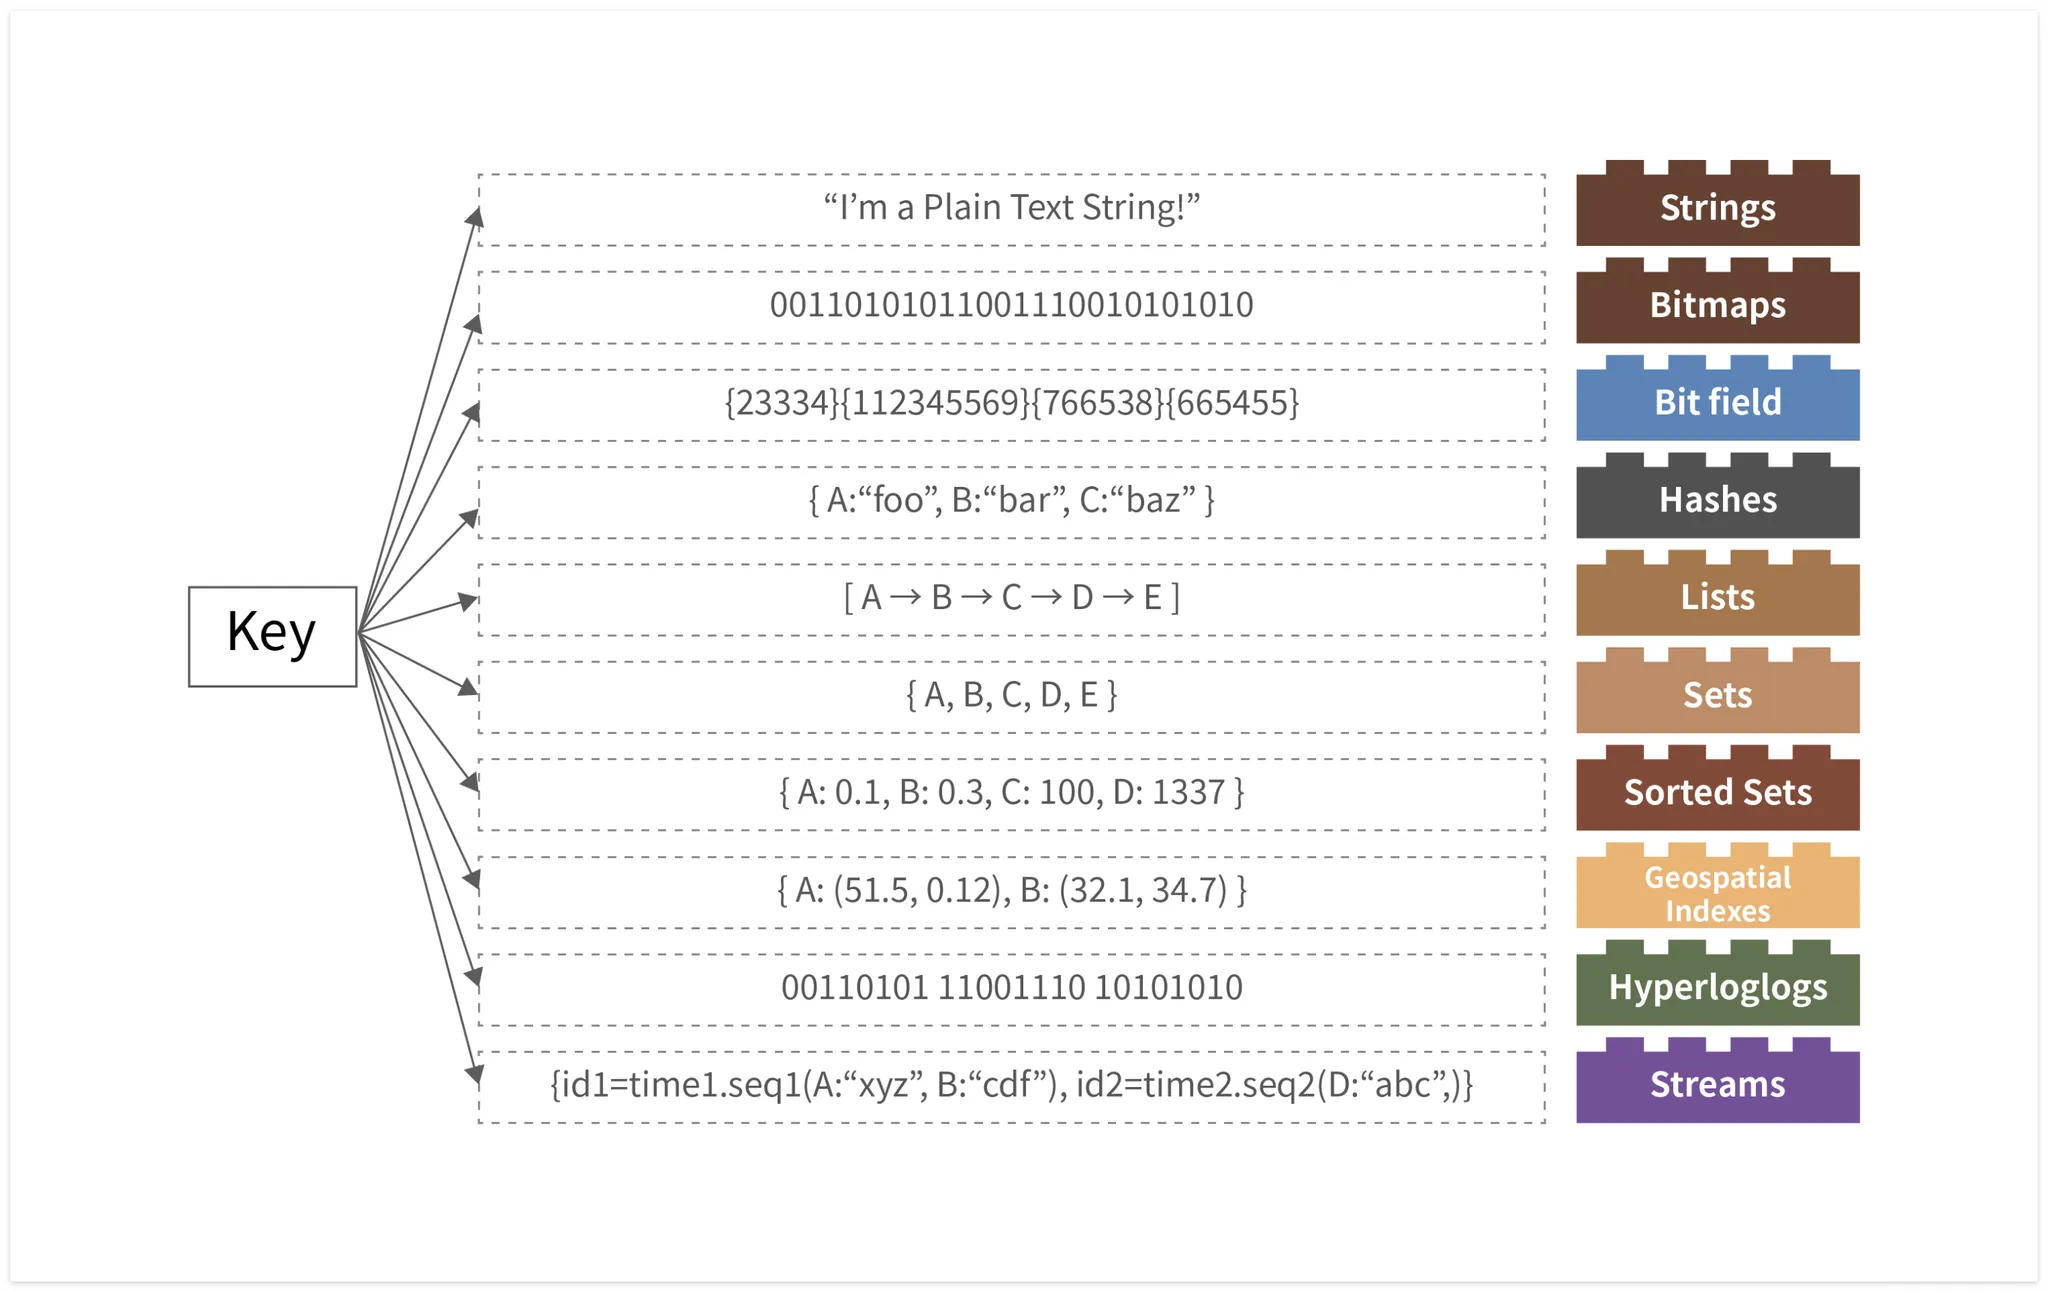 Key
“I’m a Plain Text String!”
Strings
00110101011001110010101010
Bitmaps
{23334}{112345569}{766538}{665455}
Bit field
{ A:“foo”, B:“bar”, C:“baz” }
Hashes
[ A → B → C → D → E ]
Lists
{ A, B, C, D, E }
Sets
{ A: 0.1, B: 0.3, C: 100, D: 1337 }
Sorted Sets
{ A: (51.5, 0.12), B: (32.1, 34.7) }
Geospatial
Indexes
00110101 11001110 10101010
Hyperloglogs
{id1=time1.seq1(A:“xyz”, B:“cdf”), id2=time2.seq2(D:“abc”,)}
Streams